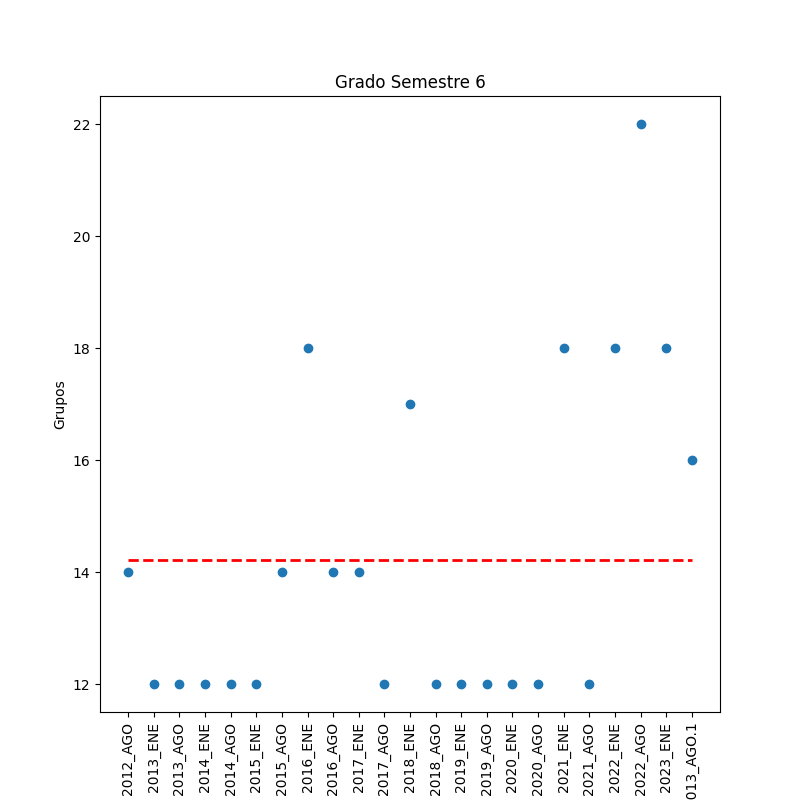 Grado Semestre 6
Grupos
22
20
18
16
14
12
2012_AGO
2013_ENE
2013_AGO
2014_ENE
2014_AGO
2015_ENE
2015_AGO
2016_ENE
2016_AGO
2017_ENE
2017_AGO
2018_ENE
2018_AGO
2019_ENE
2019_AGO
2020_ENE
2020_AGO
2021_ENE
2021_AGO
2022_ENE
2022_AGO
2023_ENE
013_AGO.1